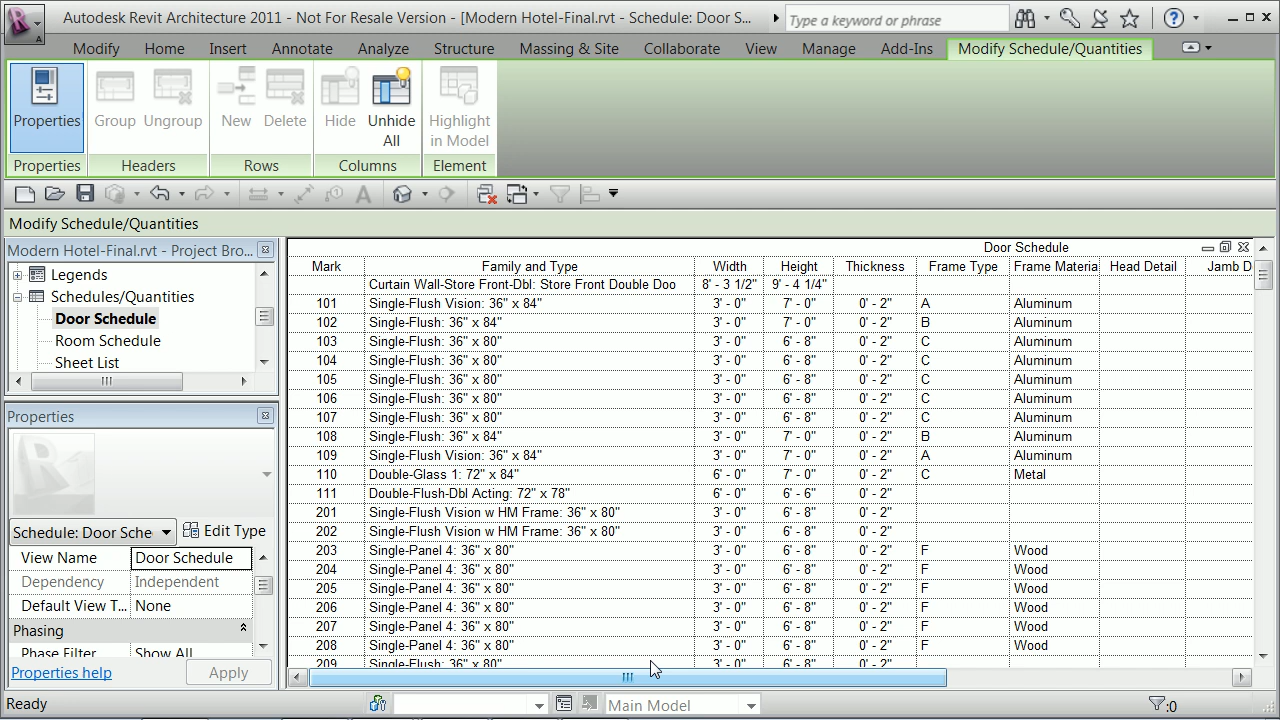 Autodesk Revit Architecture 2011 - Not For Resale Version - [Modern Hotel-Final.rvt - Schedule: Door S...
Type a keyword or phrase
Modify Home Insert Annotate Analyze Structure Massing & Site Collaborate View Manage Add-Ins Modify Schedule/Quantities
Properties Group Ungroup New Delete Hide Unhide All Highlight in Model
Properties Headers Rows Columns Element
Modify Schedule/Quantities
Modern Hotel-Final.rvt - Project Bro...
Legends
Schedules/Quantities
Door Schedule
Room Schedule
Sheet List
Properties
Schedule: Door Sche
Edit Type
View Name Door Schedule
Dependency Independent
Default View T... None
Phasing
Phase Filter Show All
Properties help Apply
Door Schedule
Mark Family and Type Width Height Thickness Frame Type Frame Materia Head Detail Jamb D
Curtain Wall-Store Front-Dbl: Store Front Double Doo 8' - 3 1/2" 9' - 4 1/4"
101 Single-Flush Vision: 36" x 84" 3' - 0" 7' - 0" 0' - 2" A Aluminum
102 Single-Flush: 36" x 84" 3' - 0" 7' - 0" 0' - 2" B Aluminum
103 Single-Flush: 36" x 80" 3' - 0" 6' - 8" 0' - 2" C Aluminum
104 Single-Flush: 36" x 80" 3' - 0" 6' - 8" 0' - 2" C Aluminum
105 Single-Flush: 36" x 80" 3' - 0" 6' - 8" 0' - 2" C Aluminum
106 Single-Flush: 36" x 80" 3' - 0" 6' - 8" 0' - 2" C Aluminum
107 Single-Flush: 36" x 80" 3' - 0" 6' - 8" 0' - 2" C Aluminum
108 Single-Flush: 36" x 84" 3' - 0" 7' - 0" 0' - 2" B Aluminum
109 Single-Flush Vision: 36" x 84" 3' - 0" 7' - 0" 0' - 2" A Aluminum
110 Double-Glass 1: 72" x 84" 6' - 0" 7' - 0" 0' - 2" C Metal
111 Double-Flush-Dbl Acting: 72" x 78" 6' - 0" 6' - 6" 0' - 2"
201 Single-Flush Vision w HM Frame: 36" x 80" 3' - 0" 6' - 8" 0' - 2"
202 Single-Flush Vision w HM Frame: 36" x 80" 3' - 0" 6' - 8" 0' - 2"
203 Single-Panel 4: 36" x 80" 3' - 0" 6' - 8" 0' - 2" F Wood
204 Single-Panel 4: 36" x 80" 3' - 0" 6' - 8" 0' - 2" F Wood
205 Single-Panel 4: 36" x 80" 3' - 0" 6' - 8" 0' - 2" F Wood
206 Single-Panel 4: 36" x 80" 3' - 0" 6' - 8" 0' - 2" F Wood
207 Single-Panel 4: 36" x 80" 3' - 0" 6' - 8" 0' - 2" F Wood
208 Single-Panel 4: 36" x 80" 3' - 0" 6' - 8" 0' - 2" F Wood
209 Single-Flush: 36" x 80" 3' - 0" 6' - 8" 0' - 2"
Ready Main Model :0